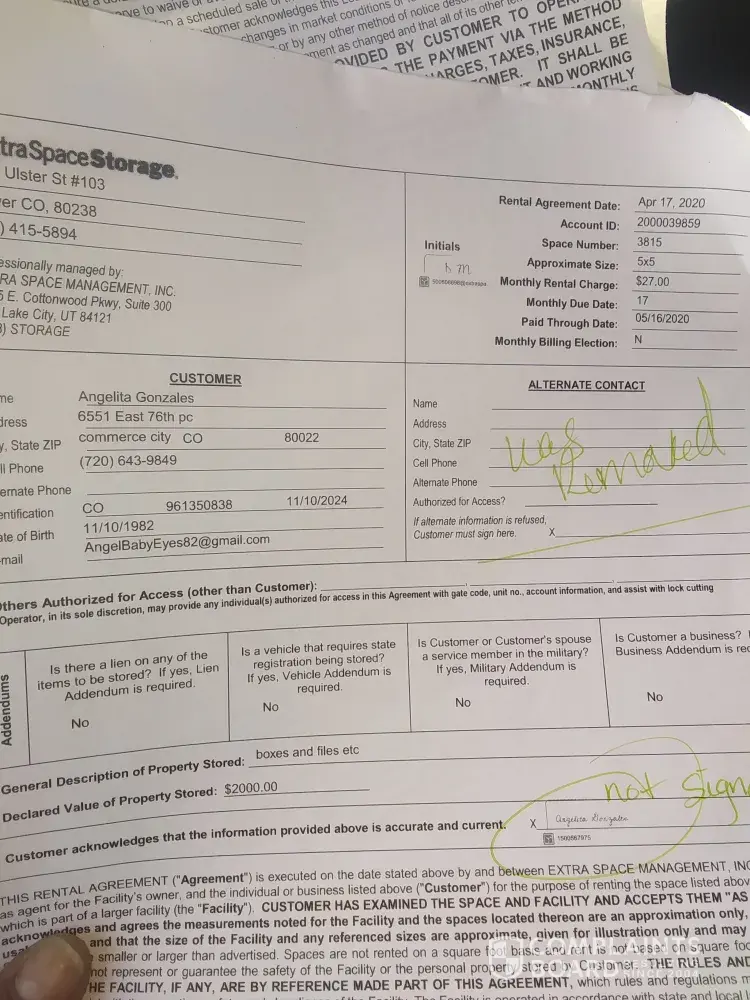 ve to waive or
a scheduled sale of
stomer acknowledges this
changes in market conditions or
or by any other method of notice
ment as changed and that all of its other
OVIDED BY CUSTOMER TO OPER
THE PAYMENT VIA THE METHOD
ARGES, TAXES, INSURANCE,
OMER. IT SHALL BE
AND WORKING
MONTHLY
traSpaceStorage.
Ulster St #103
er CO, 80238
) 415-5894
essionally managed by:
RA SPACE MANAGEMENT, INC.
5 E. Cottonwood Pkwy, Suite 300
Lake City, UT 84121
) STORAGE
Initials
Rental Agreement Date: Apr 17, 2020
Account ID: 2000039859
Space Number: 3815
Approximate Size: 5x5
Monthly Rental Charge: $27.00
Monthly Due Date: 17
Paid Through Date: 05/16/2020
Monthly Billing Election: N
CUSTOMER
me Angelita Gonzales
dress 6551 East 76th pc
y, State ZIP commerce city CO 80022
ll Phone (720) 643-9849
ernate Phone
entification CO 961350838 11/10/2024
ate of Birth 11/10/1982
mail AngelBabyEyes82@gmail.com
ALTERNATE CONTACT
Name
Address
City, State ZIP
Cell Phone
Alternate Phone
Authorized for Access?
If alternate information is refused,
Customer must sign here. X
was
Removed
Others Authorized for Access (other than Customer):
Operator, in its sole discretion, may provide any individual(s) authorized for access in this Agreement with gate code, unit no., account information, and assist with lock cutting
Addendums
Is there a lien on any of the
items to be stored? If yes, Lien
Addendum is required.
No
Is a vehicle that requires state
registration being stored?
If yes, Vehicle Addendum is
required.
No
Is Customer or Customer's spouse
a service member in the military?
If yes, Military Addendum is
required.
No
Is Customer a business?
Business Addendum is req
No
General Description of Property Stored: boxes and files etc
Declared Value of Property Stored: $2000.00
not sign
Customer acknowledges that the information provided above is accurate and current. X Angelita Gonzales
1500667975
THIS RENTAL AGREEMENT ("Agreement") is executed on the date stated above by and between EXTRA SPACE MANAGEMENT, INC
as agent for the Facility's owner, and the individual or business listed above ("Customer") for the purpose of renting the space listed abov
which is part of a larger facility (the "Facility"). CUSTOMER HAS EXAMINED THE SPACE AND FACILITY AND ACCEPTS THEM "AS
acknowledges and agrees the measurements noted for the Facility and the spaces located thereon are an approximation only,
and that the size of the Facility and any referenced sizes are approximate, given for illustration only and may
smaller or larger than advertised. Spaces are not rented on a square foot basis and rent is not based on square foo
not represent or guarantee the safety of the Facility or the personal property stored by Customer. THE RULES AND
HE FACILITY, IF ANY, ARE BY REFERENCE MADE PART OF THIS AGREEMENT, which rules and regulations m
COMPLAINTS
BOARD